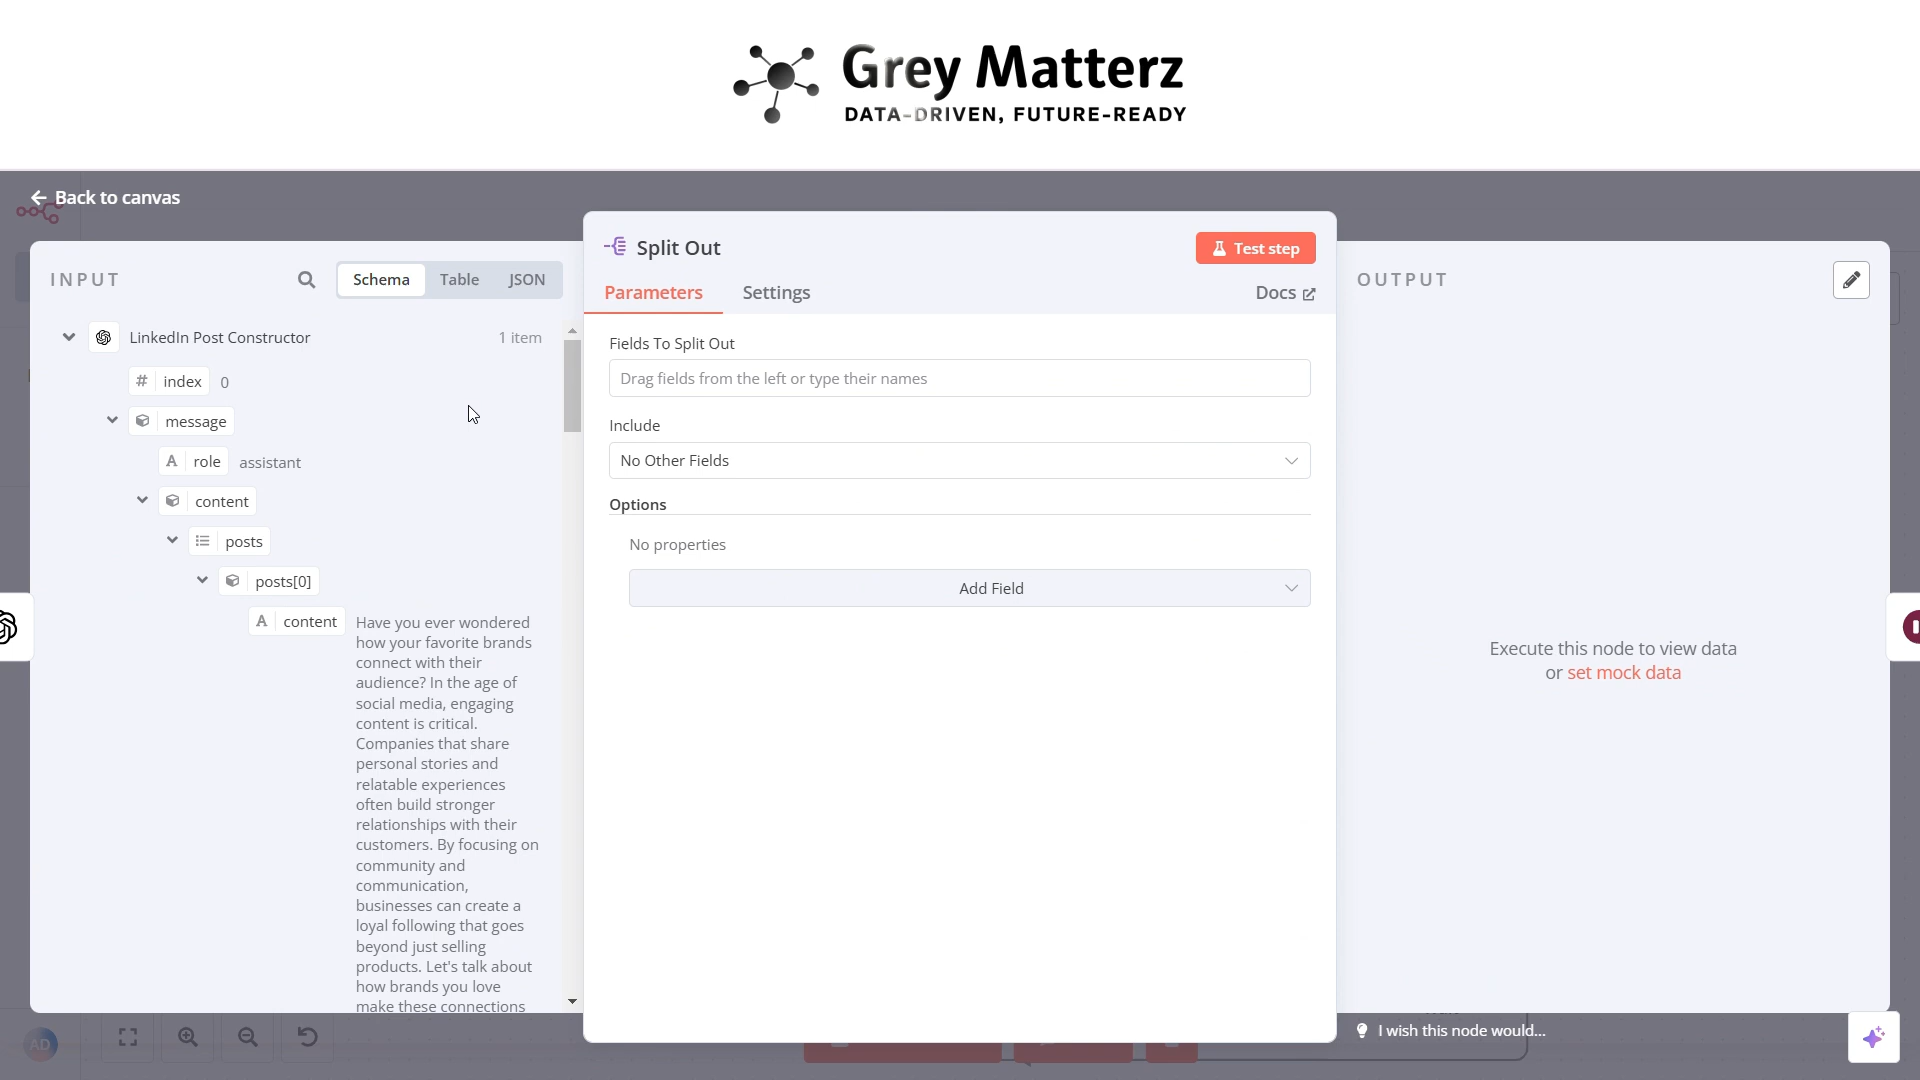 Grey Matterz
DATA-DRIVEN, FUTURE-READY
Back to canvas
INPUT
Schema
Table
JSON
LinkedIn Post Constructor
1 item
# index 0
message
A role assistant
content
posts
posts[0]
A content
Have you ever wondered
how your favorite brands
connect with their
audience? In the age of
social media, engaging
content is critical.
Companies that share
personal stories and
relatable experiences
often build stronger
relationships with their
customers. By focusing on
community and
communication,
businesses can create a
loyal following that goes
beyond just selling
products. Let's talk about
how brands you love
make these connections
Split Out
Test step
Parameters
Settings
Docs
Fields To Split Out
Drag fields from the left or type their names
Include
No Other Fields
Options
No properties
Add Field
OUTPUT
Execute this node to view data
or set mock data
I wish this node would...
AD